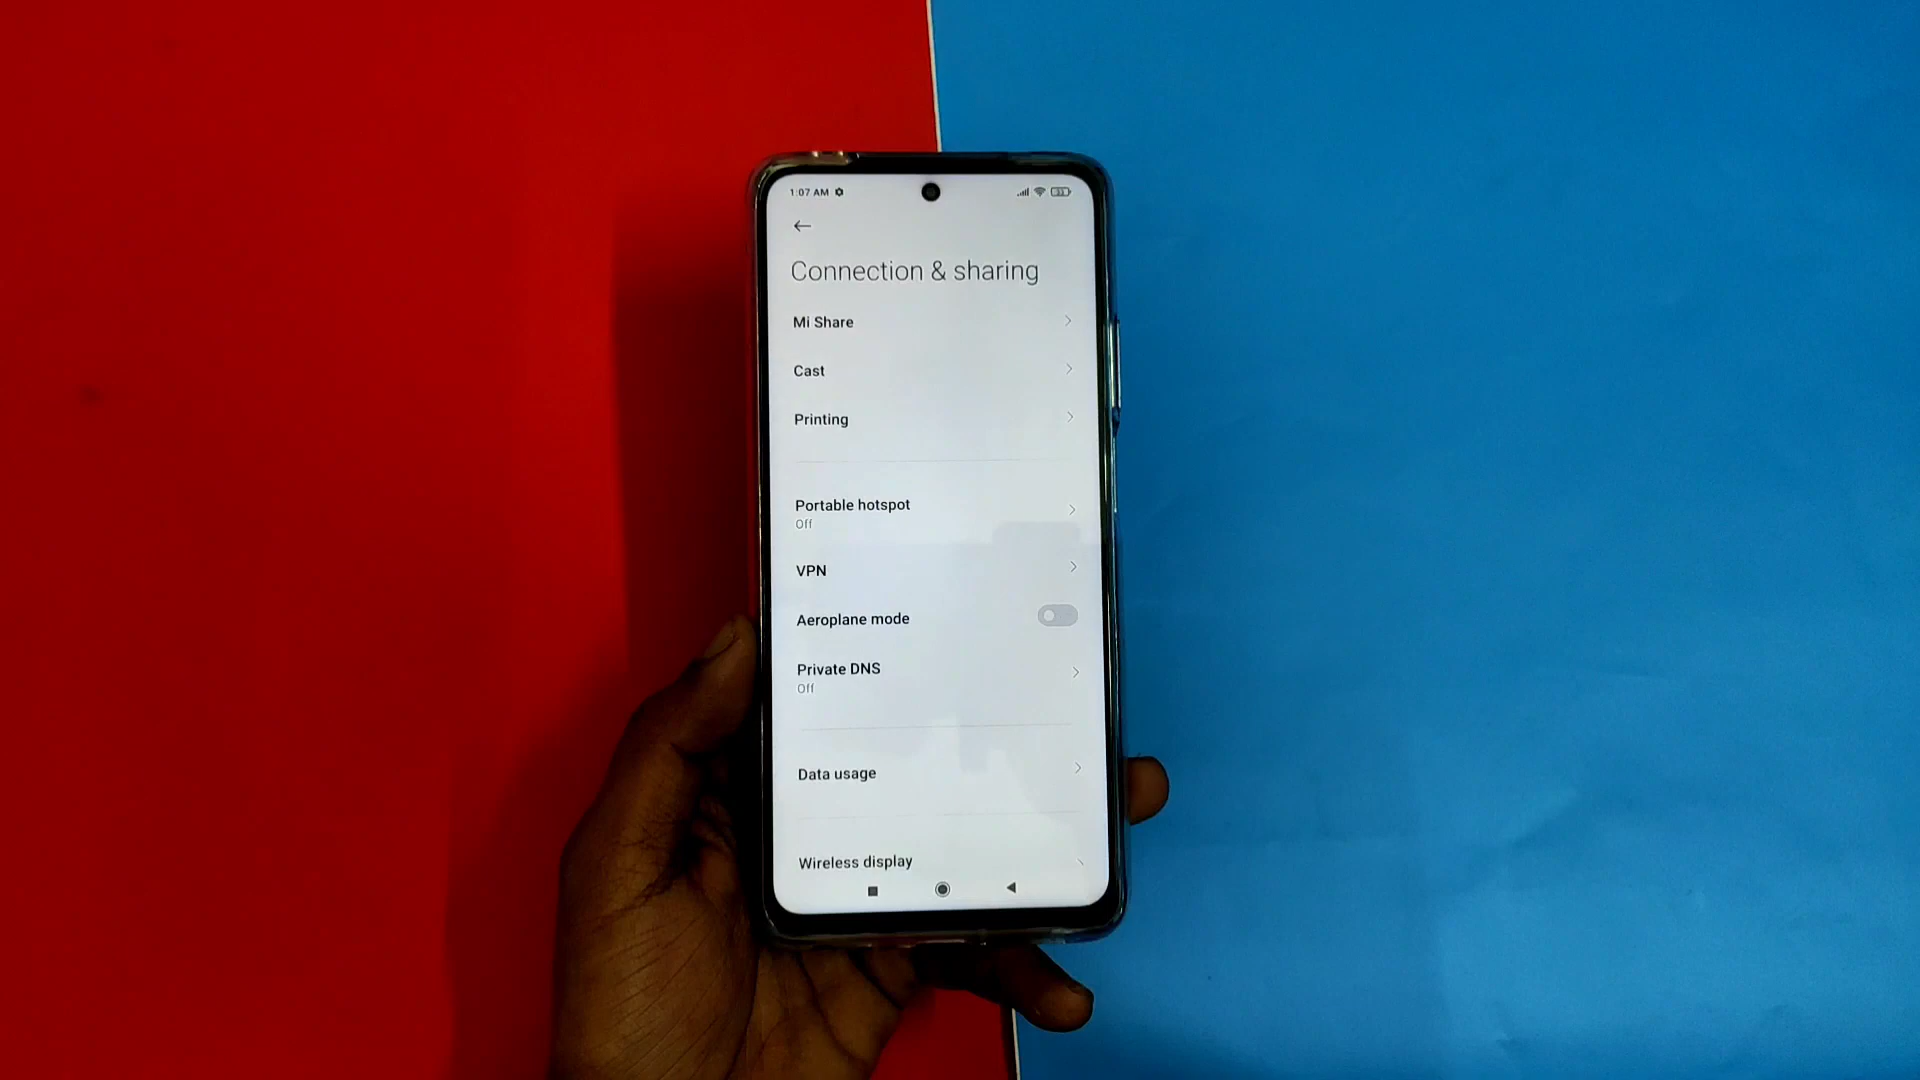 1:07 AM
Connection & sharing
Mi Share
Cast
Printing
Portable hotspot
Off
VPN
Aeroplane mode
Private DNS
Off
Data usage
Wireless display